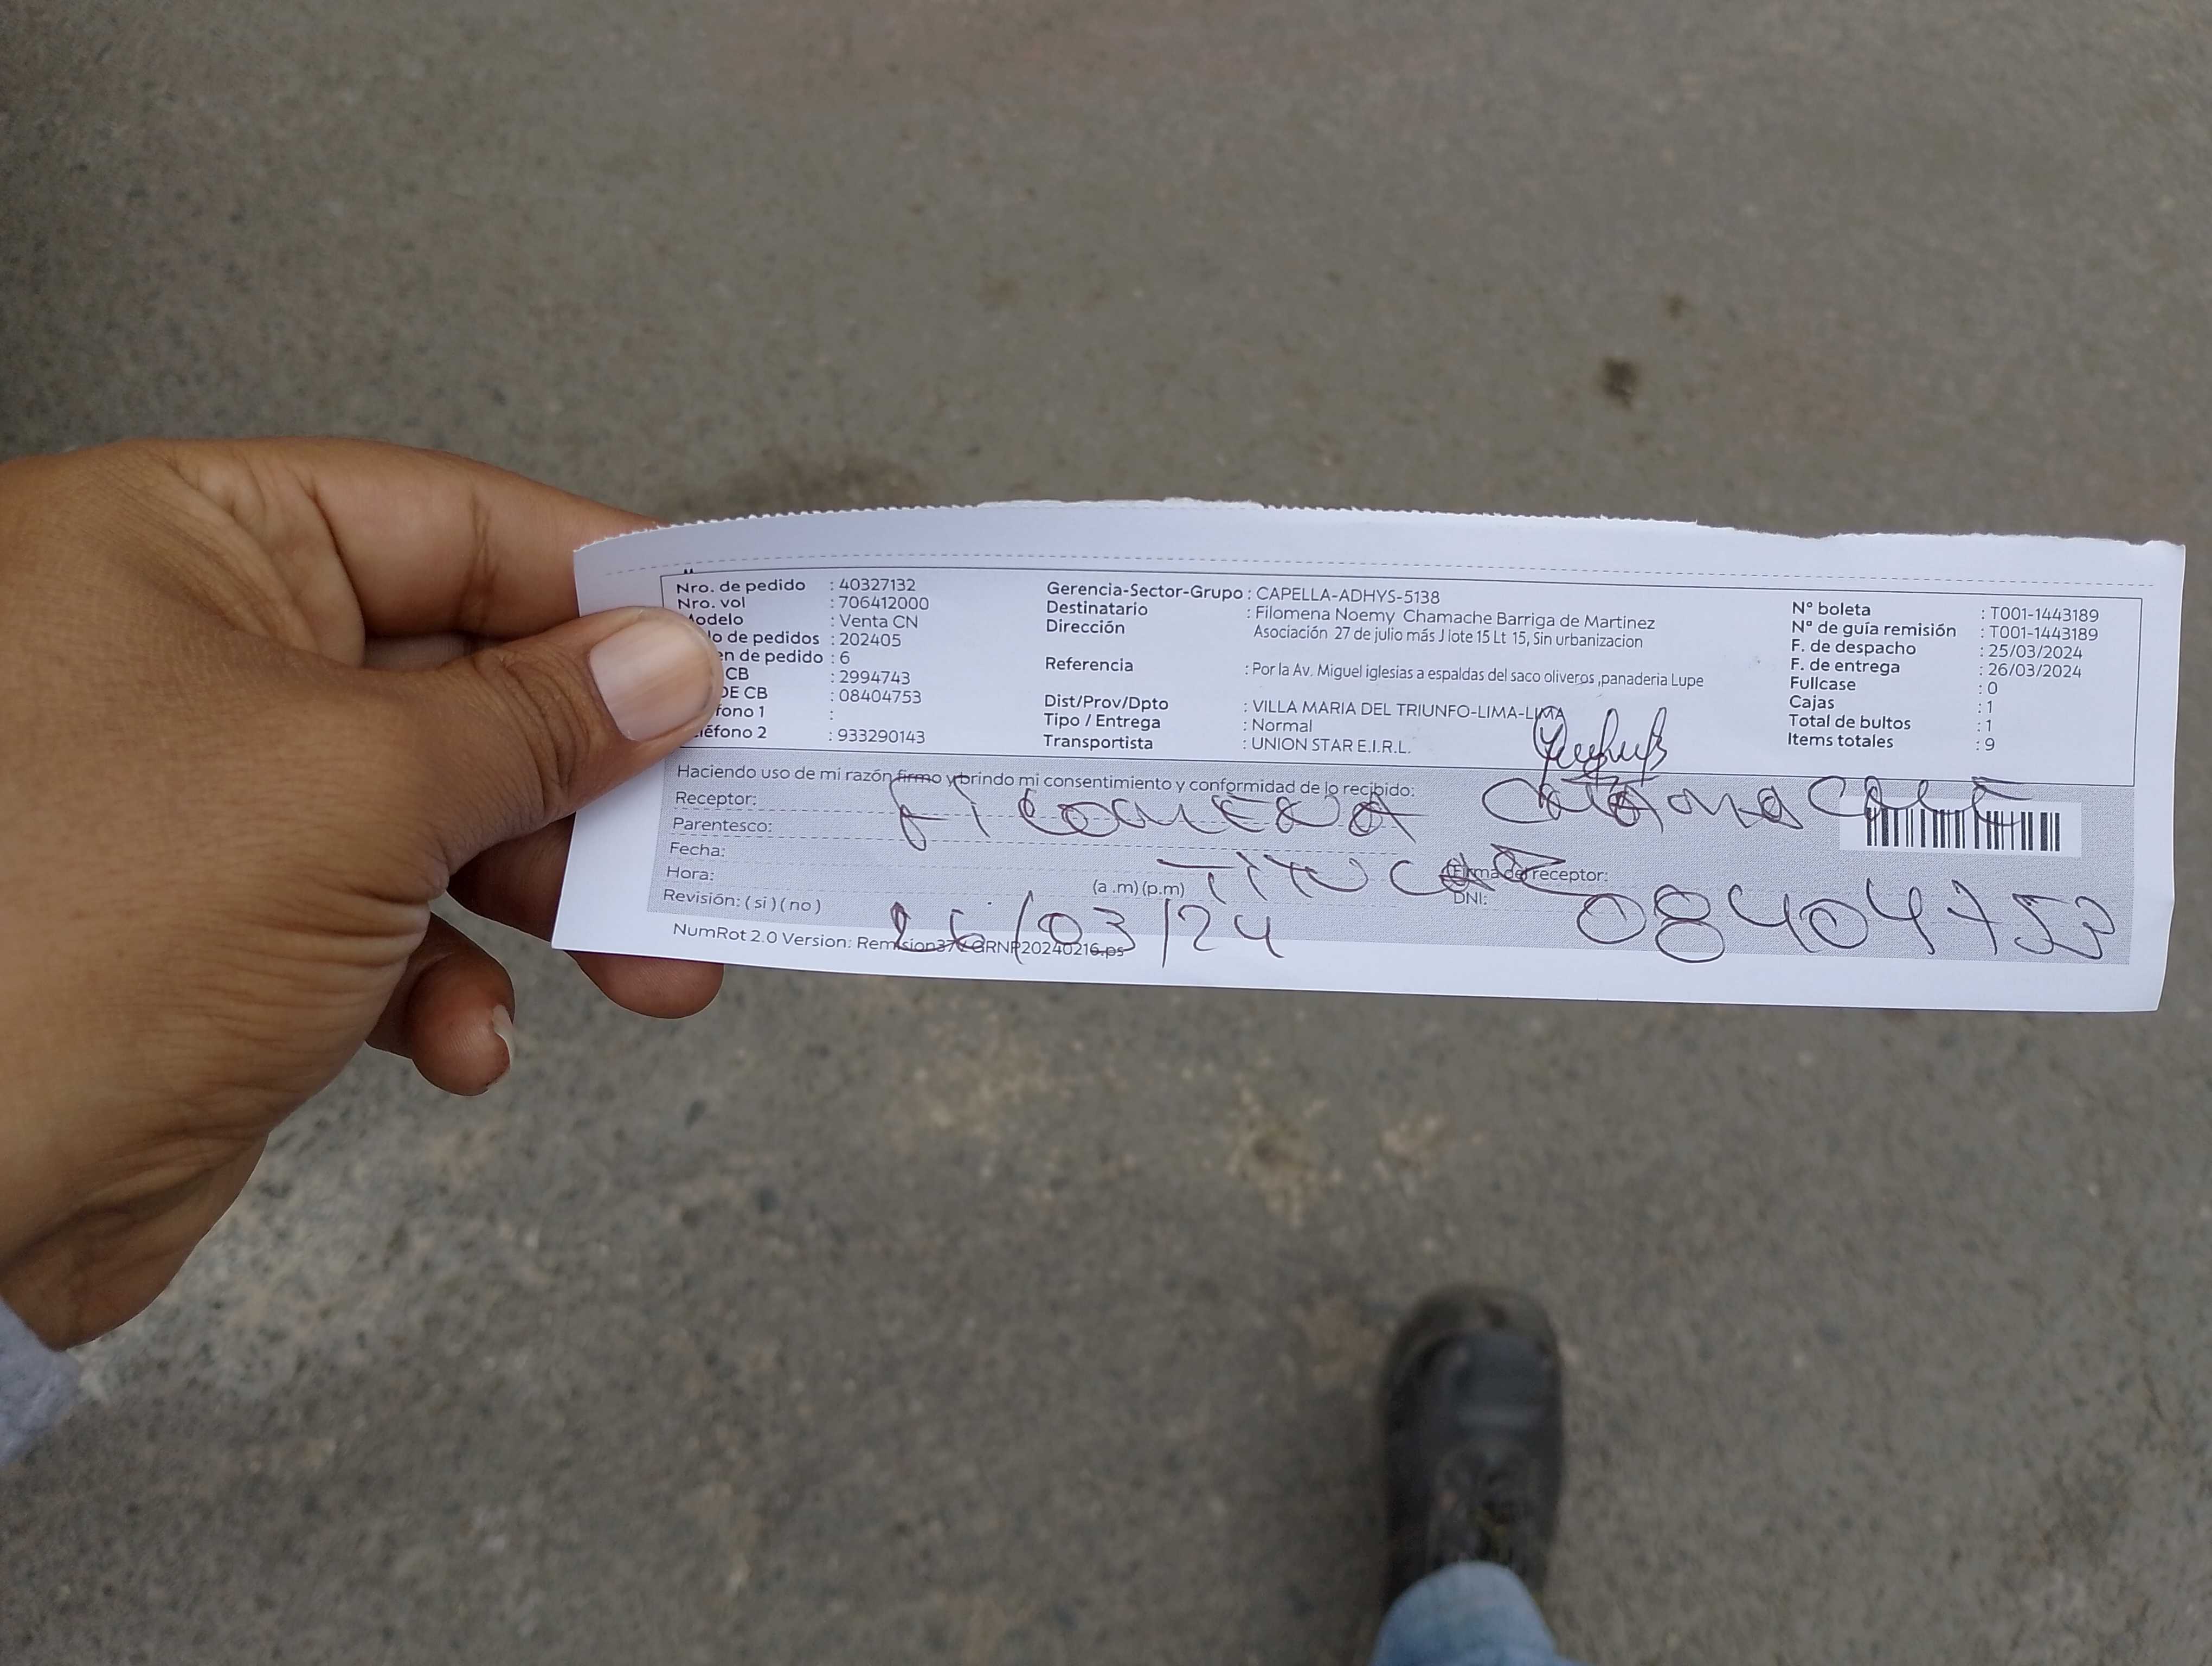 Nro. de pedido : 40327132
Nro. vol : 706412000
Modelo : Venta CN
lo de pedidos : 202405
en de pedido : 6
CB : 2994743
DE CB : 08404753
fono 1 :
eléfono 2 : 933290143
Gerencia-Sector-Grupo : CAPELLA-ADHYS-5138
Destinatario : Filomena Noemy Chamache Barriga de Martinez
Dirección Asociación 27 de julio más J lote 15 Lt 15, Sin urbanizacion
Referencia : Por la Av. Miguel iglesias a espaldas del saco oliveros ,panaderia Lupe
Dist/Prov/Dpto : VILLA MARIA DEL TRIUNFO-LIMA-LIMA
Tipo / Entrega : Normal
Transportista : UNION STAR E.I.R.L.
N° boleta : T001-1443189
N° de guía remisión : T001-1443189
F. de despacho : 25/03/2024
F. de entrega : 26/03/2024
Fullcase : 0
Cajas : 1
Total de bultos : 1
Items totales : 9
Haciendo uso de mi razón firmo y brindo mi consentimiento y conformidad de lo recibido:
Receptor:
Parentesco: TITU
Fecha:
Hora: (a .m) (p.m)
Firma del receptor:
DNI: 08404753
Revisión: ( si ) ( no )
26/03/24
NumRot 2.0 Version: